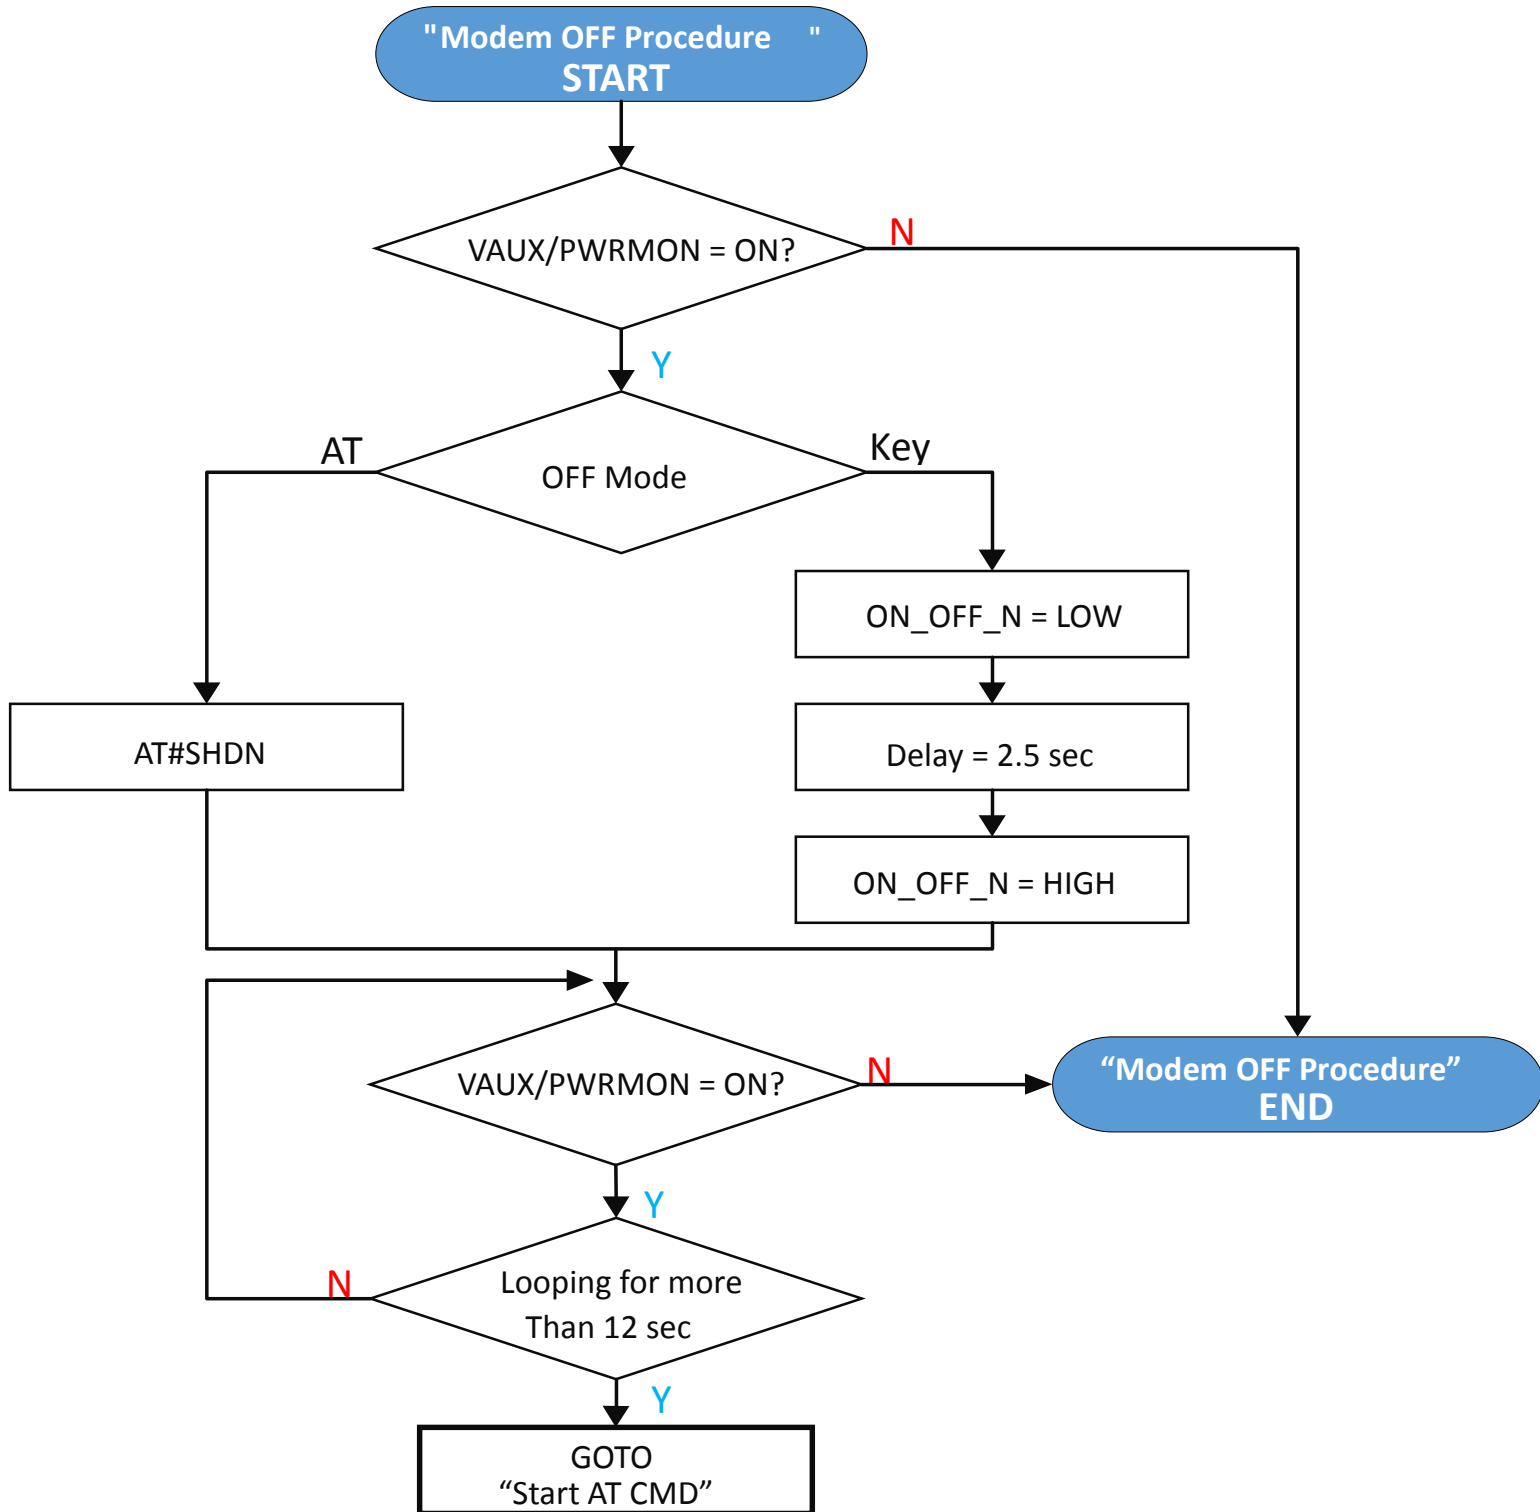 "Modem OFF Procedure "
START
VAUX/PWRMON = ON?
N
Y
AT
Key
OFF Mode
ON_OFF_N = LOW
AT#SHDN
Delay = 2.5 sec
ON_OFF_N = HIGH
VAUX/PWRMON = ON?
N
“Modem OFF Procedure”
END
Y
N
Looping for more
Than 12 sec
Y
GOTO
“Start AT CMD”